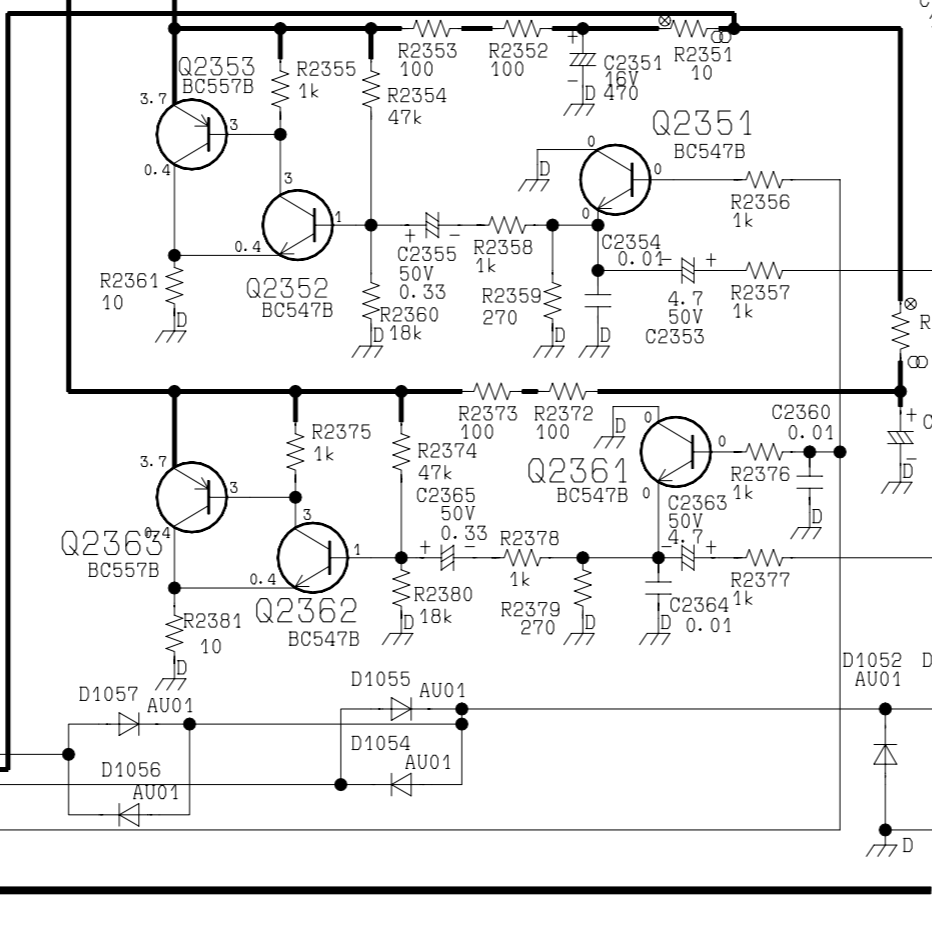 C
R2353
100
R2352
100
R2351
10
C2351
16V
470
D
Q2353
BC557B
3.7
3
0.4
R2355
1k
R2354
47k
Q2351
BC547B
0
0
0
D
R2356
1k
3
1
0.4
Q2352
BC547B
R2361
10
D
C2355
50V
0.33
R2358
1k
R2360
18k
D
R2359
270
D
C2354
0.01
D
4.7
50V
C2353
R2357
1k
R
R2373
100
R2372
100
C
D
R2375
1k
R2374
47k
C2365
50V
0.33
D
0
0
0
Q2361
BC547B
C2360
0.01
R2376
1k
D
3.7
3
0.4
Q2363
BC557B
3
1
0.4
Q2362
BC547B
C2363
50V
4.7
R2378
1k
R2377
1k
R2380
18k
D
R2379
270
D
C2364
0.01
D
R2381
10
D
D1057
AU01
D1055
AU01
D1052
AU01
D
D1056
AU01
D1054
AU01
D